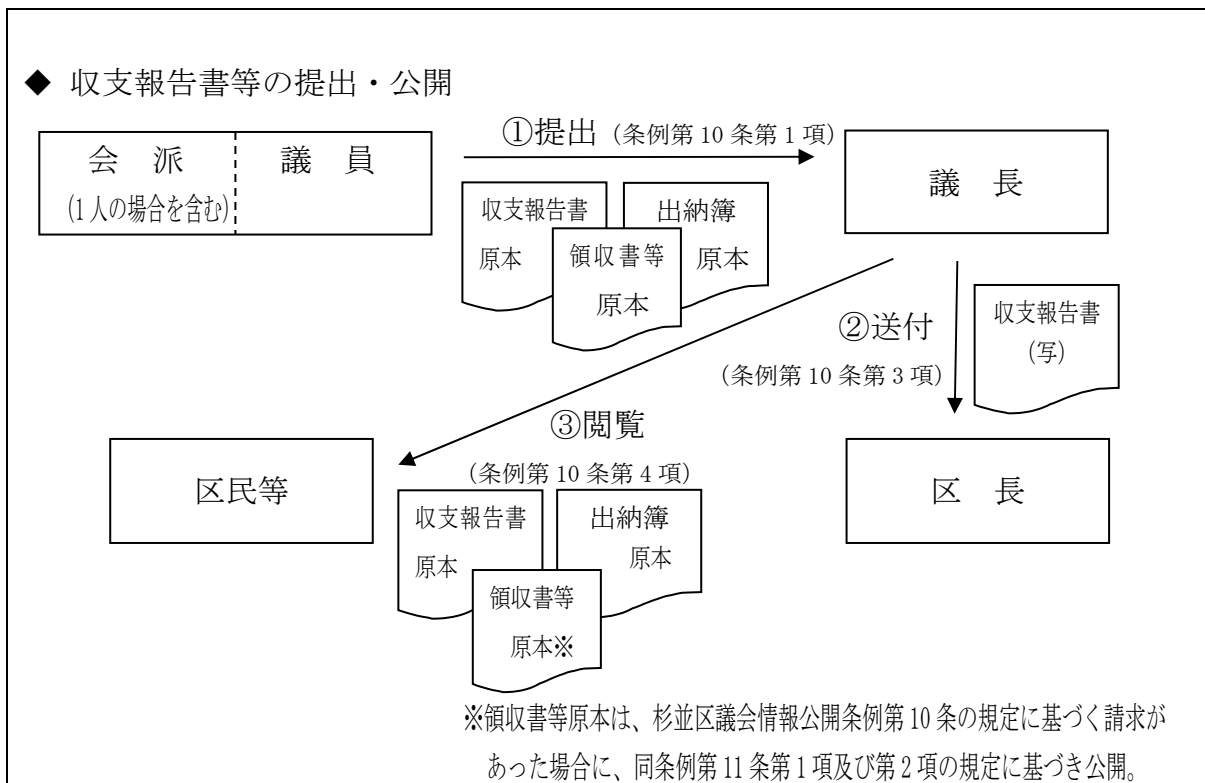 ◆ 収支報告書等の提出・公開
会 派
(1人の場合を含む)
議 員
①提出(条例第10条第1項)
収支報告書
原本
領収書等
原本
出納簿
原本
議 長
②送付
(条例第10条第3項)
収支報告書
(写)
③閲覧
(条例第10条第4項)
区民等
収支報告書
原本
領収書等
原本※
出納簿
原本
区 長
※領収書等原本は、杉並区議会情報公開条例第10条の規定に基づく請求が
あった場合に、同条例第11条第1項及び第2項の規定に基づき公開。